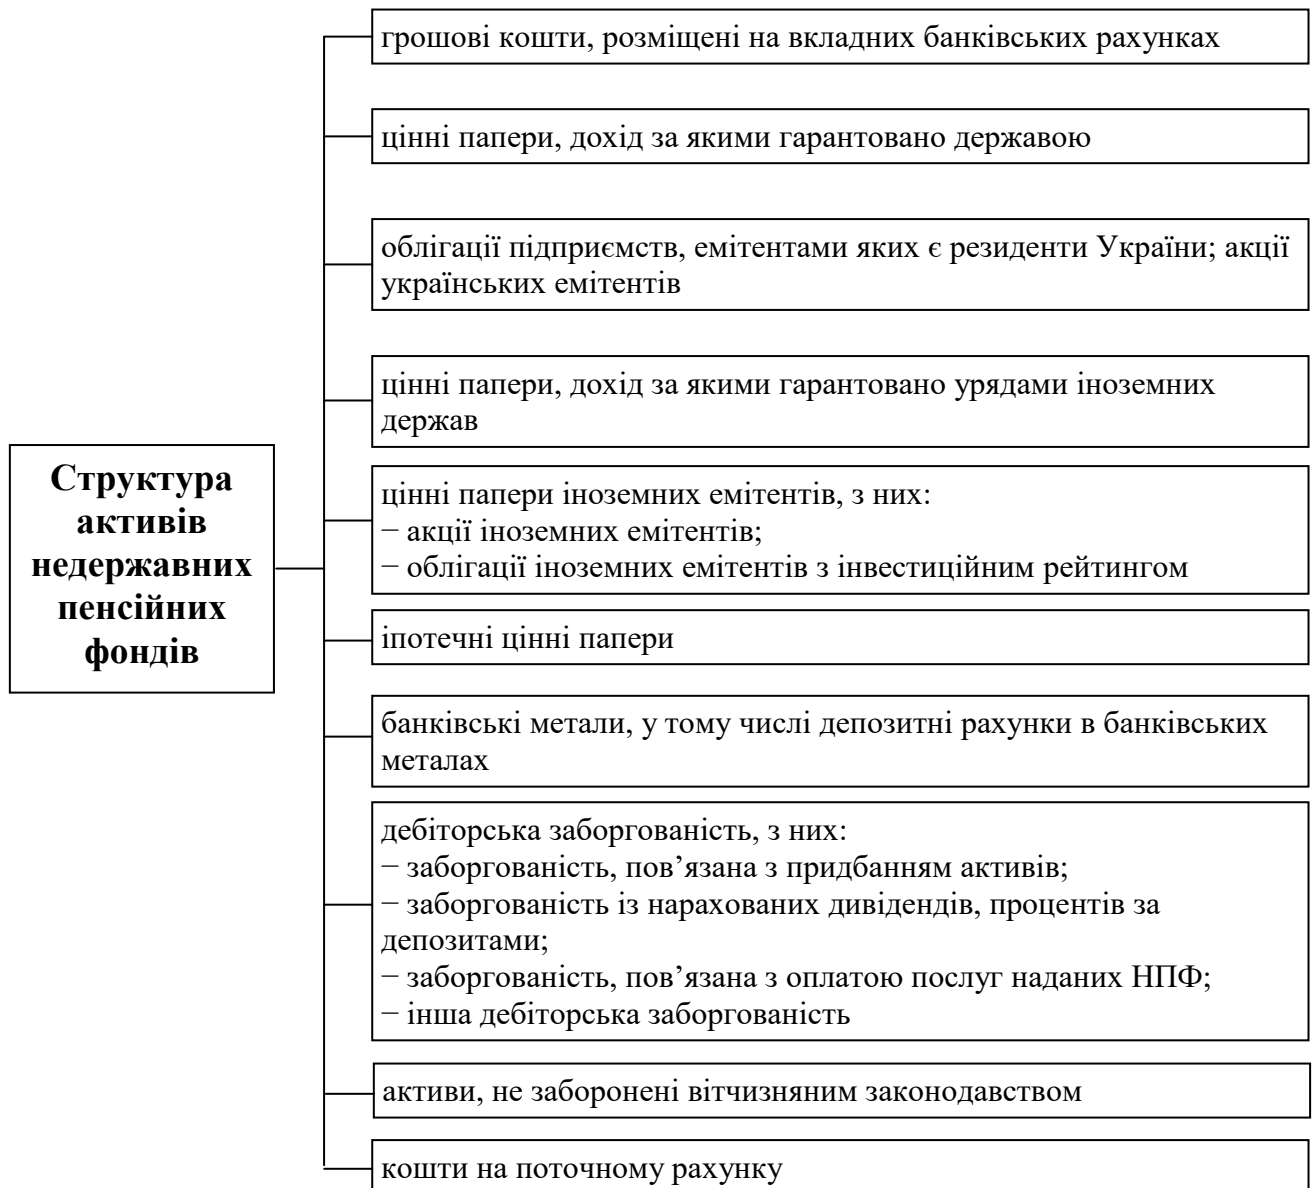 грошові кошти, розміщені на вкладних банківських рахунках
цінні папери, дохід за якими гарантовано державою
облігації підприємств, емітентами яких є резиденти України; акції
українських емітентів
цінні папери, дохід за якими гарантовано урядами іноземних
держав
Структура
активів
недержавних
пенсійних
фондів
цінні папери іноземних емітентів, з них:
− акції іноземних емітентів;
− облігації іноземних емітентів з інвестиційним рейтингом
іпотечні цінні папери
банківські метали, у тому числі депозитні рахунки в банківських
металах
дебіторська заборгованість, з них:
− заборгованість, пов’язана з придбанням активів;
− заборгованість із нарахованих дивідендів, процентів за
депозитами;
− заборгованість, пов’язана з оплатою послуг наданих НПФ;
− інша дебіторська заборгованість
активи, не заборонені вітчизняним законодавством
кошти на поточному рахунку